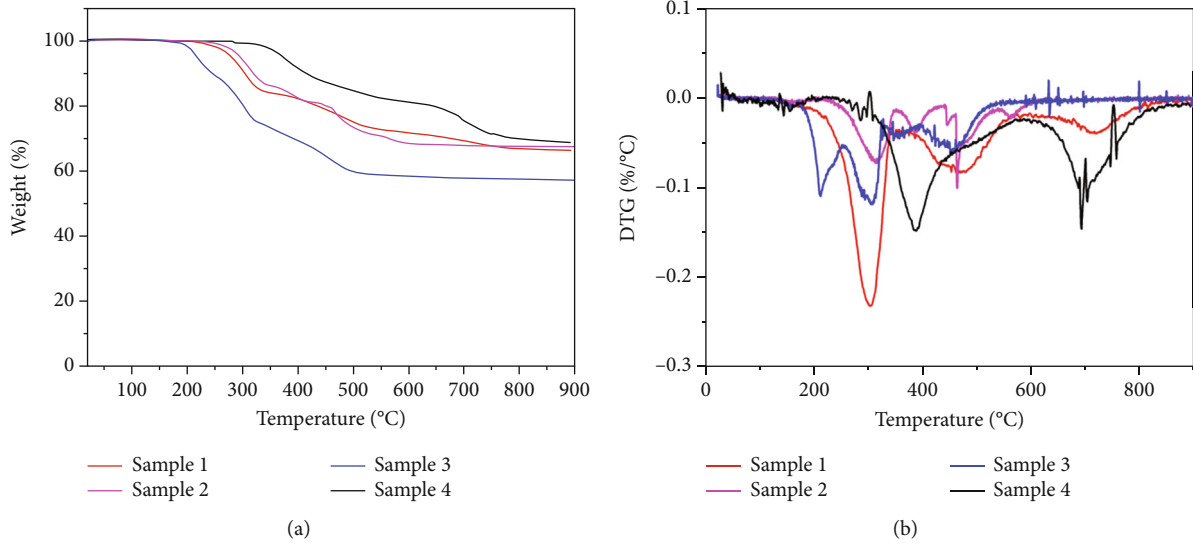 100
80
60
40
20
0
Weight (%)
100 200 300 400 500 600 700 800 900
Temperature (°C)
Sample 1
Sample 2
Sample 3
Sample 4
(a)
0.1
0.0
−0.1
−0.2
−0.3
DTG (%/°C)
0 200 400 600 800
Temperature (°C)
Sample 1
Sample 2
Sample 3
Sample 4
(b)